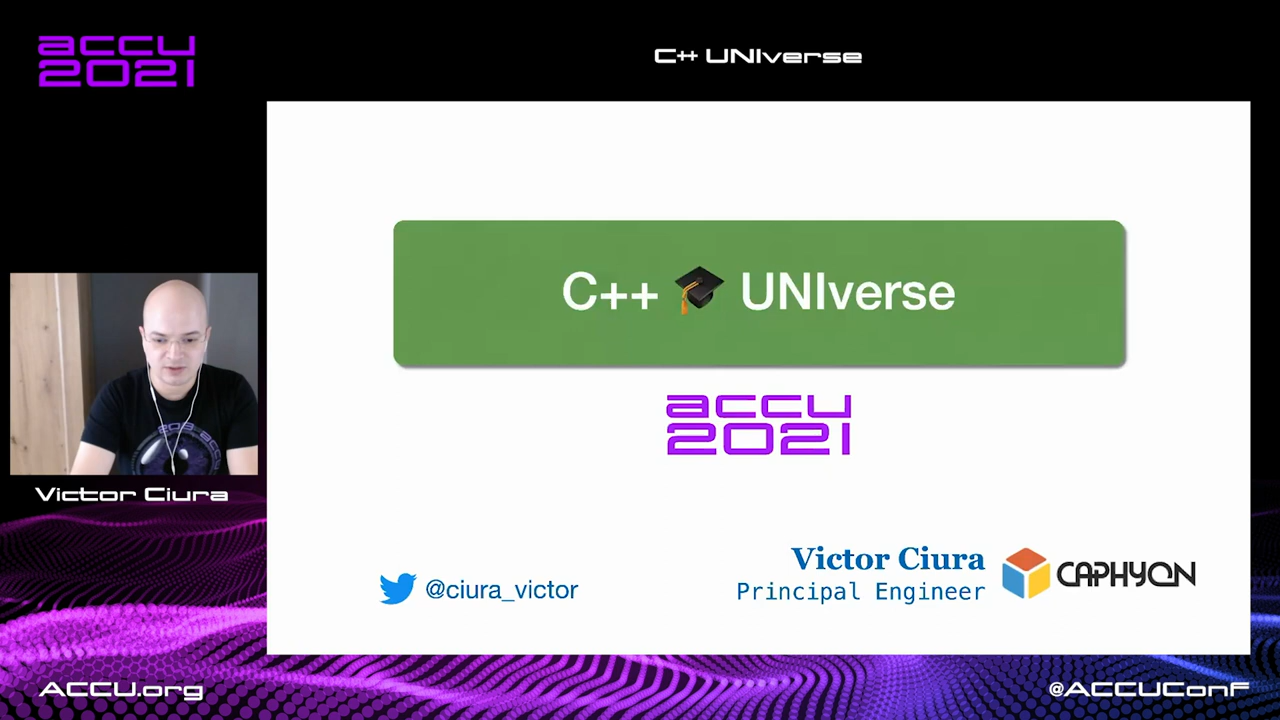 accu
2021
C++ UNIverse
C++ 🎓 UNIverse
accu
2021
Victor Ciura
Victor Ciura
Principal Engineer
CAPHYON
@ciura_victor
ACCU.org
@ACCUConf